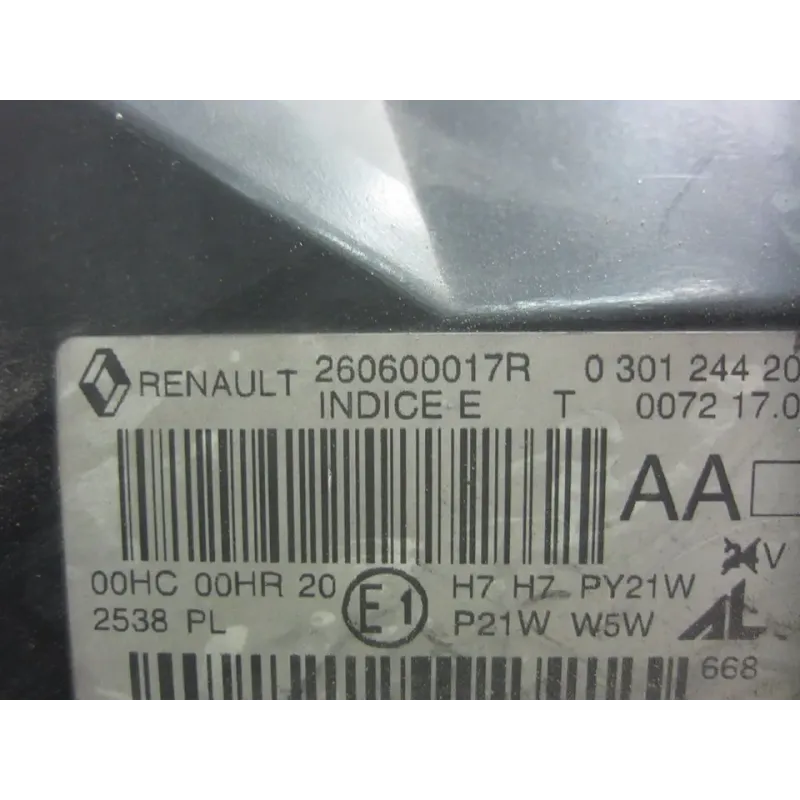 RENAULT 260600017R 0 301 244 20
INDICE E T 0072 17.0
AA
V
00HC 00HR 20 E1 H7 H7 PY21W
2538 PL P21W W5W AL
668